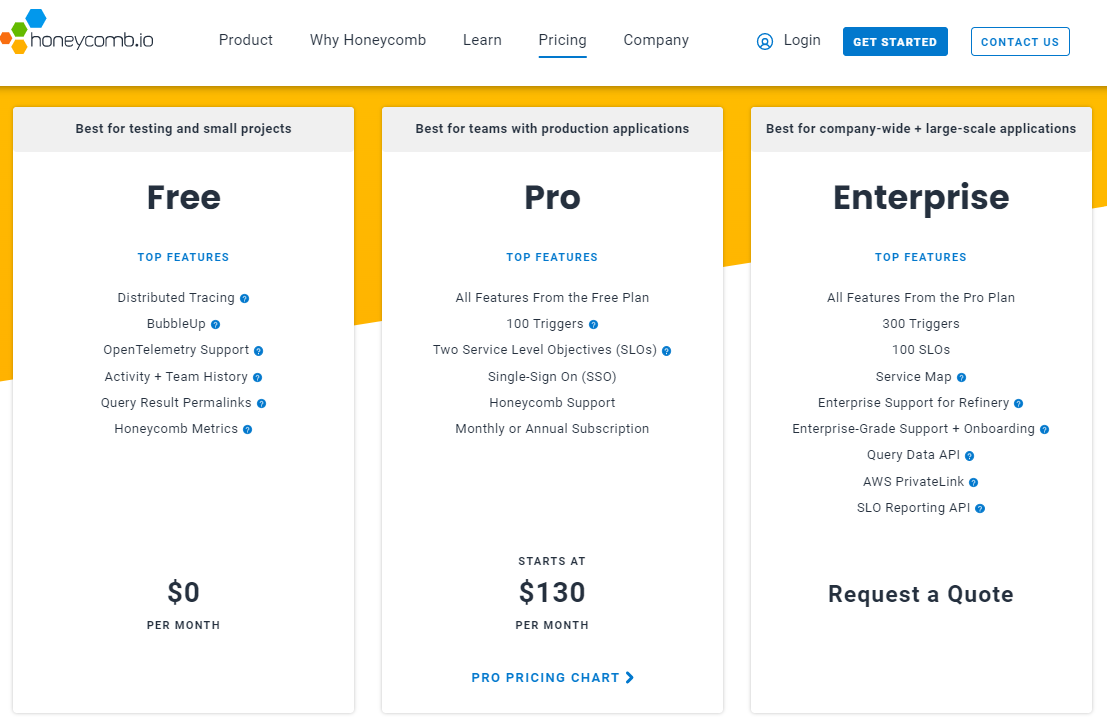 honeycomb.io
Product Why Honeycomb Learn Pricing Company Login GET STARTED CONTACT US
Best for testing and small projects
Free
TOP FEATURES
Distributed Tracing ?
BubbleUp ?
OpenTelemetry Support ?
Activity + Team History ?
Query Result Permalinks ?
Honeycomb Metrics ?
$0
PER MONTH
Best for teams with production applications
Pro
TOP FEATURES
All Features From the Free Plan
100 Triggers ?
Two Service Level Objectives (SLOs) ?
Single-Sign On (SSO)
Honeycomb Support
Monthly or Annual Subscription
STARTS AT
$130
PER MONTH
PRO PRICING CHART
Best for company-wide + large-scale applications
Enterprise
TOP FEATURES
All Features From the Pro Plan
300 Triggers
100 SLOs
Service Map ?
Enterprise Support for Refinery ?
Enterprise-Grade Support + Onboarding ?
Query Data API ?
AWS PrivateLink ?
SLO Reporting API ?
Request a Quote